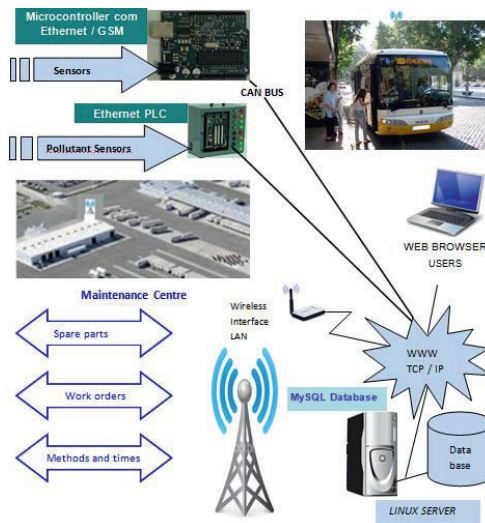 Microcontroller com
Ethernet / GSM
Sensors
CAN BUS
Ethernet PLC
Pollutant Sensors
WEB BROWSER
USERS
Maintenance Centre
Spare parts
Wireless
Interface
LAN
WWW
TCP / IP
Work orders
MySQL Database
Methods and times
Data
base
LINUX SERVER